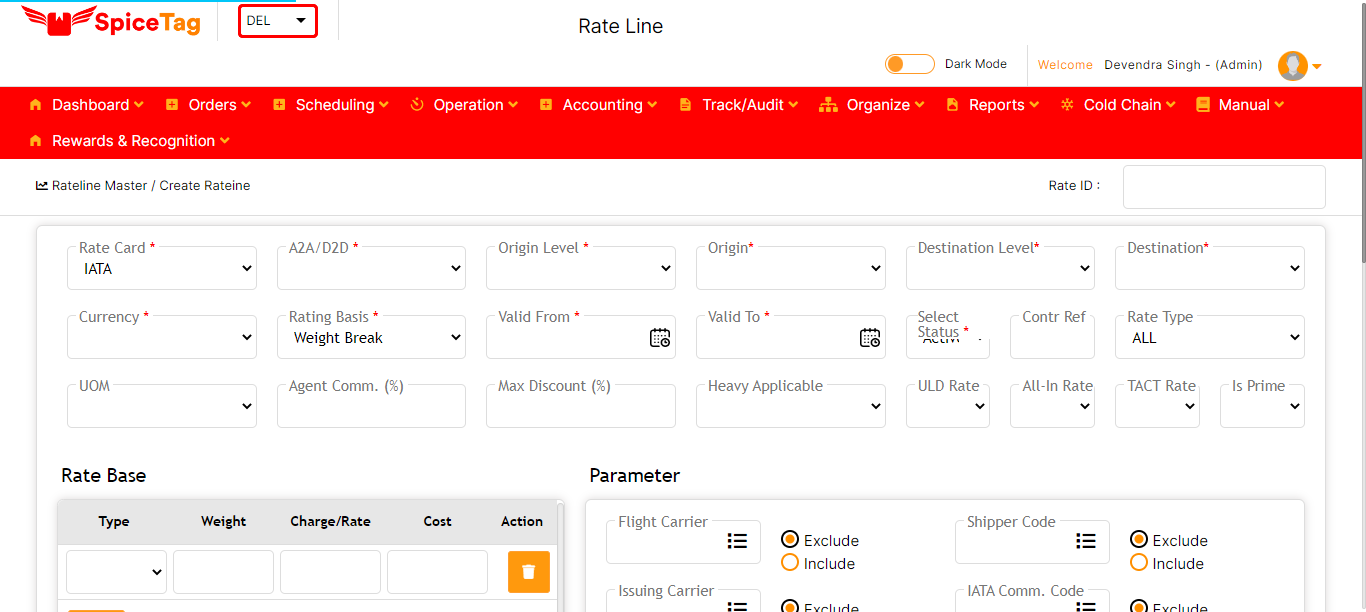 SpiceTag
DEL
Rate Line
Dark Mode
Welcome Devendra Singh - (Admin)
Dashboard Orders Scheduling Operation Accounting Track/Audit Organize Reports Cold Chain Manual
Rewards & Recognition
Rateline Master / Create Rateine
Rate ID :
Rate Card * A2A/D2D * Origin Level * Origin* Destination Level* Destination*
IATA
Currency * Rating Basis * Valid From * Valid To * Select Status * Contr Ref Rate Type
Weight Break ALL
UOM Agent Comm. (%) Max Discount (%) Heavy Applicable ULD Rate All-In Rate TACT Rate Is Prime
Rate Base
Parameter
Type Weight Charge/Rate Cost Action
Flight Carrier
Exclude
Include
Shipper Code
Exclude
Include
Issuing Carrier
Exclude
IATA Comm. Code
Exclude